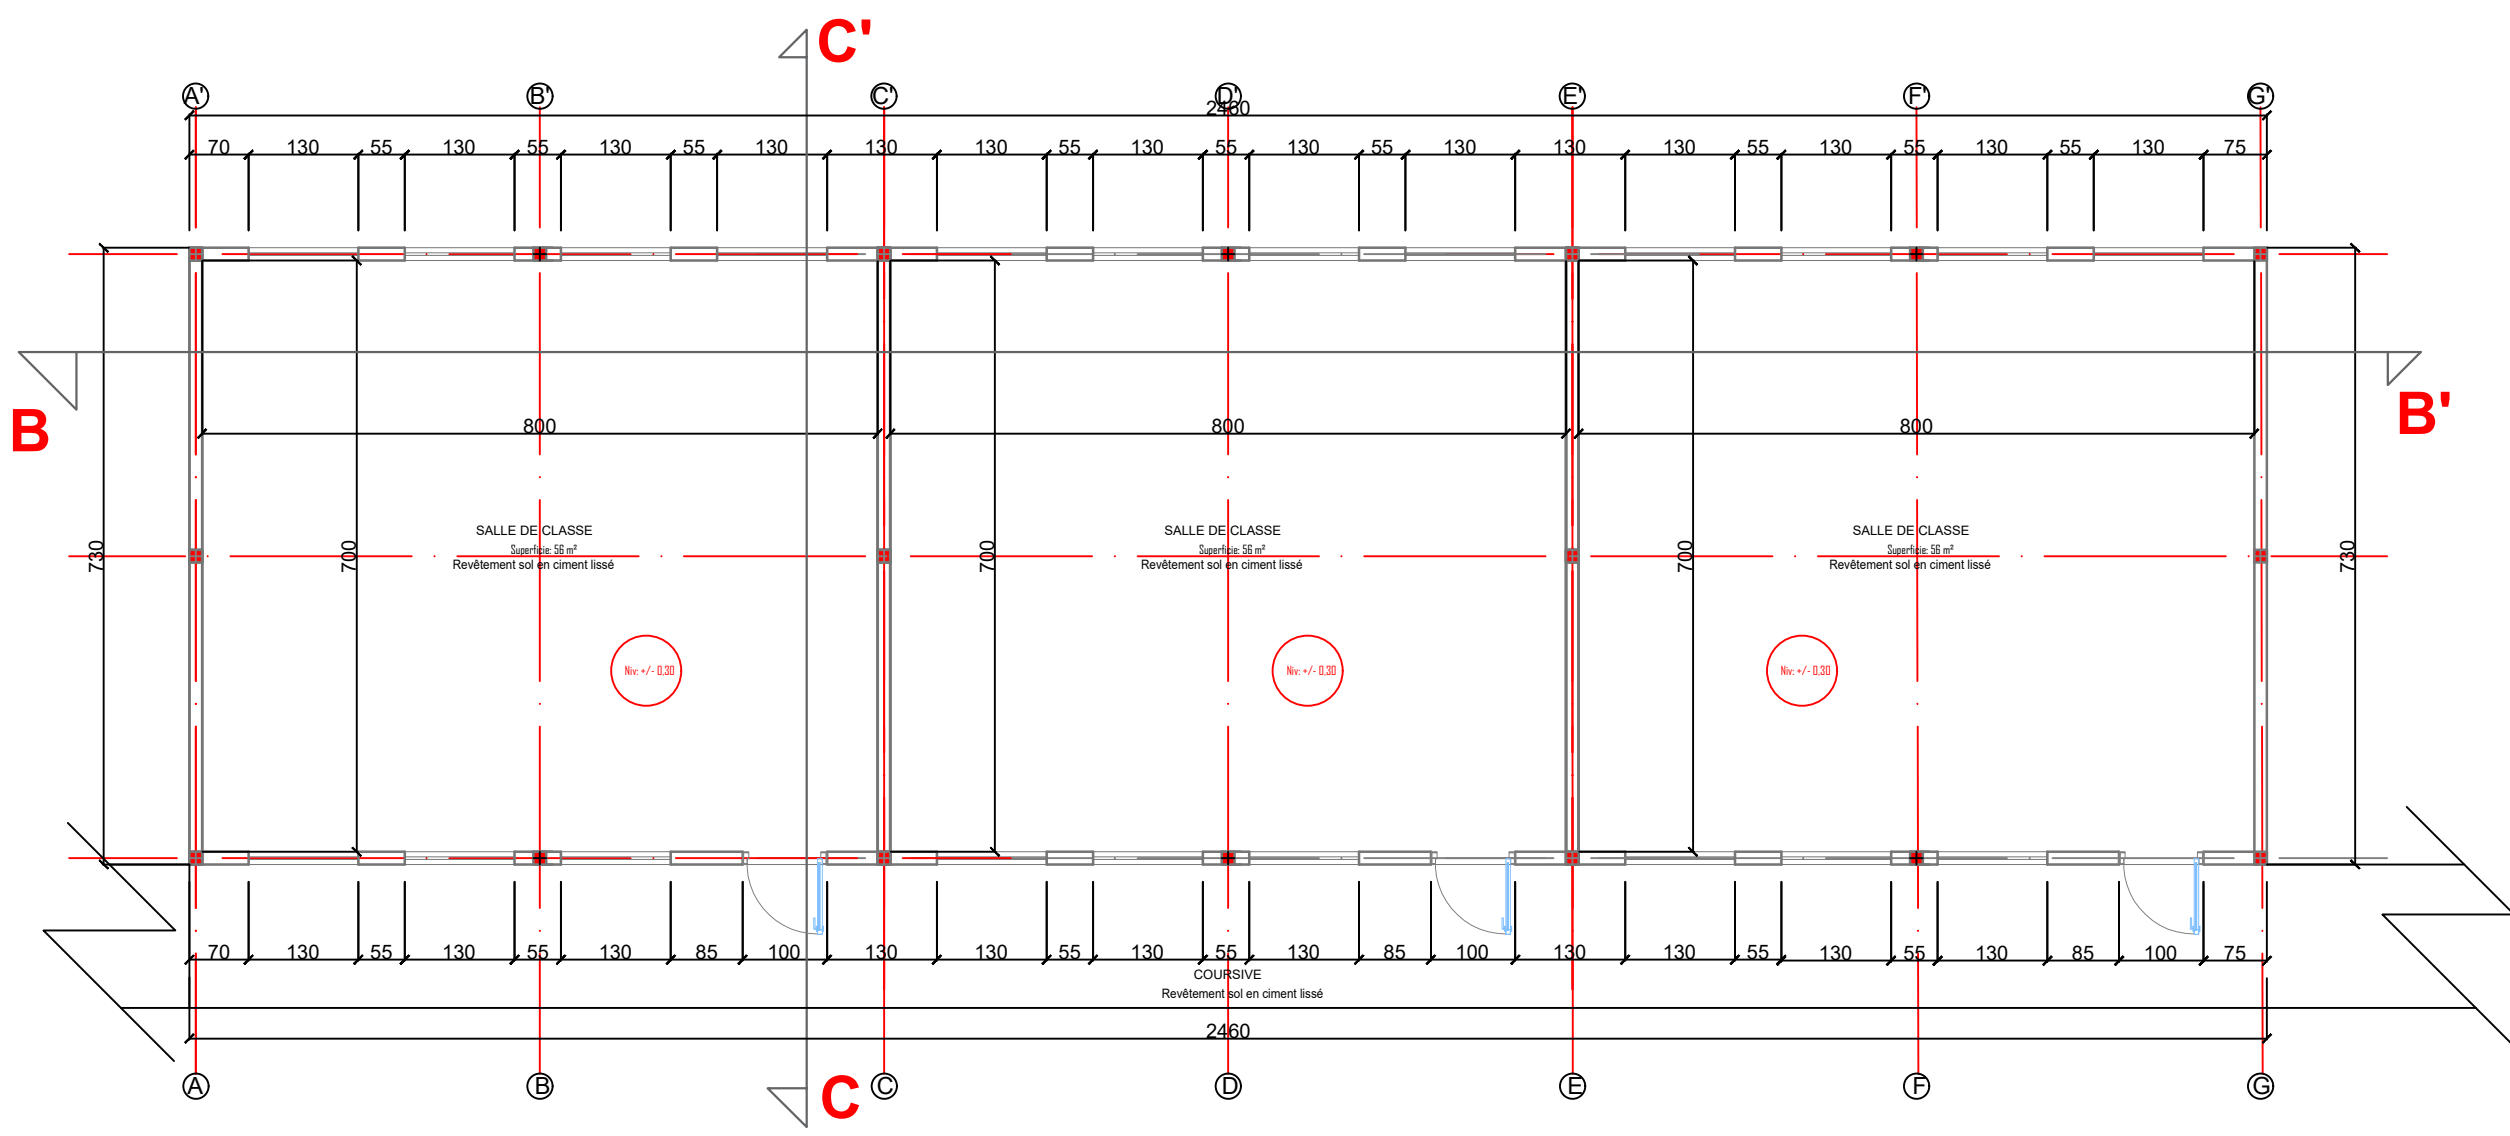 C'
A' B' C' D' E' F' G'
2460
70 130 55 130 55 130 55 130 130 130 55 130 55 130 55 130 130 130 55 130 55 130 55 130 75
B B'
800 800 800
730 700 700 700 730
SALLE DE CLASSE
Superficie: 56 m²
Revêtement sol en ciment lissé
SALLE DE CLASSE
Superficie: 56 m²
Revêtement sol en ciment lissé
SALLE DE CLASSE
Superficie: 56 m²
Revêtement sol en ciment lissé
Niv: +/- 0.30
Niv: +/- 0.30
Niv: +/- 0.30
70 130 55 130 55 130 85 100 130 130 55 130 55 130 85 100 130 130 55 130 55 130 85 100 75
COURSIVE
Revêtement sol en ciment lissé
2460
A B C D E F G
C